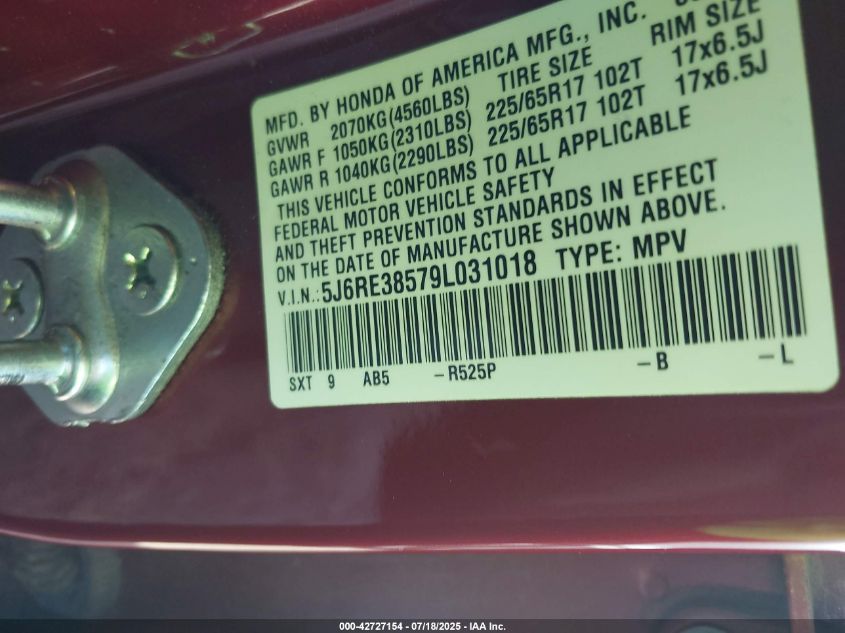 MFD. BY HONDA OF AMERICA MFG., INC.
GVWR 2070KG(4560LBS) TIRE SIZE RIM SIZE
GAWR F 1050KG(2310LBS) 225/65R17 102T 17x6.5J
GAWR R 1040KG(2290LBS) 225/65R17 102T 17x6.5J
THIS VEHICLE CONFORMS TO ALL APPLICABLE
FEDERAL MOTOR VEHICLE SAFETY
AND THEFT PREVENTION STANDARDS IN EFFECT
ON THE DATE OF MANUFACTURE SHOWN ABOVE.
V.I.N.: 5J6RE38579L031018 TYPE: MPV
SXT 9 AB5 -R525P -B -L
000-42727154 - 07/18/2025 - IAA Inc.